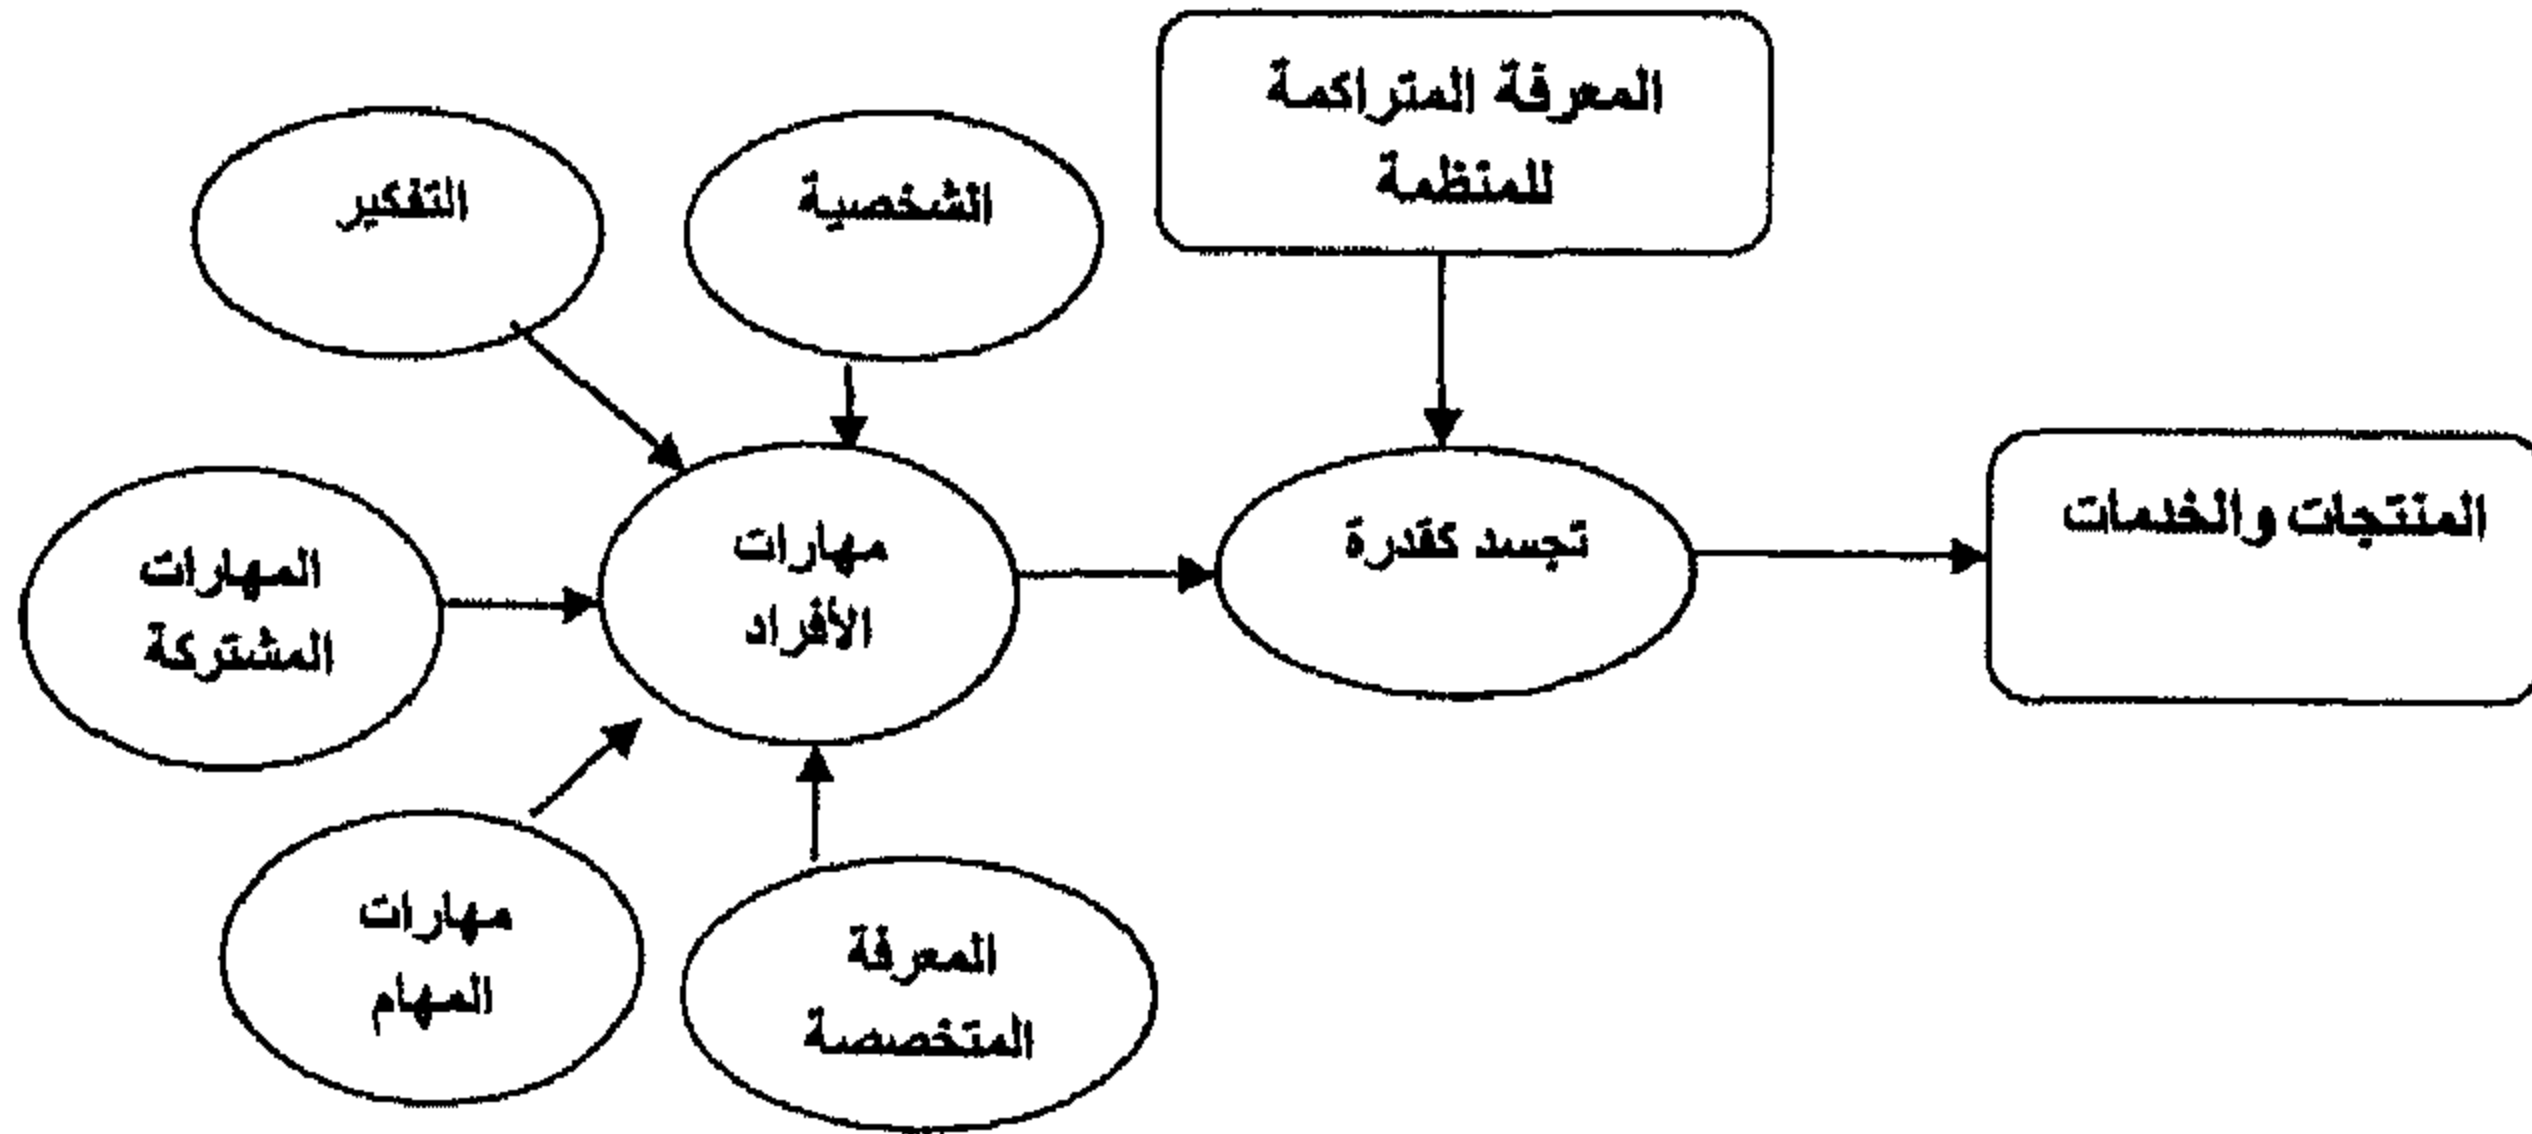 المعرفة المتراكمة
للمنظمة
الشخصية
التفكير
المنتجات والخدمات
تجسد كقدرة
مهارات
الأفراد
المهارات
المشتركة
مهارات
المهام
المعرفة
المتخصصة